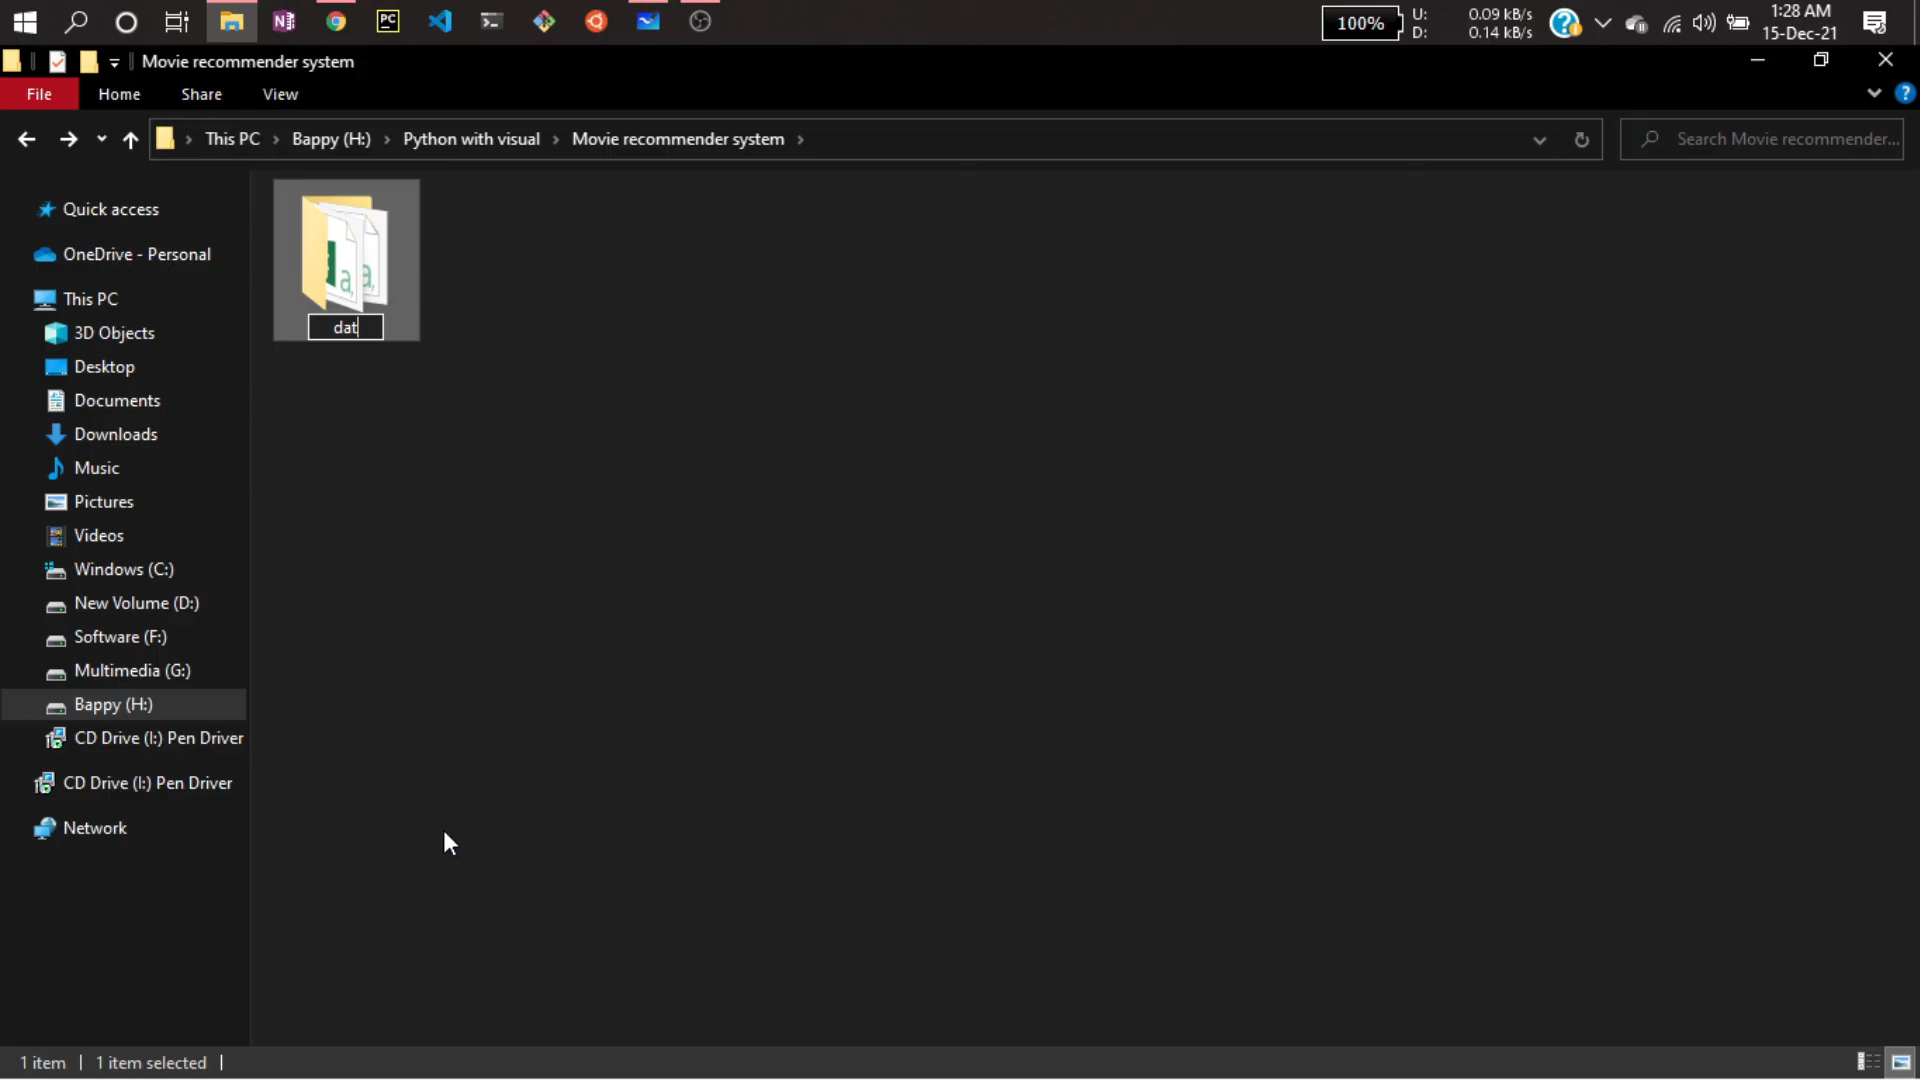 100%
U: 0.09 kB/s
D: 0.14 kB/s
1:28 AM
15-Dec-21
Movie recommender system
File Home Share View
This PC > Bappy (H:) > Python with visual > Movie recommender system >
Search Movie recommender...
Quick access
OneDrive - Personal
This PC
3D Objects
Desktop
Documents
Downloads
Music
Pictures
Videos
Windows (C:)
New Volume (D:)
Software (F:)
Multimedia (G:)
Bappy (H:)
CD Drive (I:) Pen Driver
CD Drive (I:) Pen Driver
Network
dat
a, a,
1 item | 1 item selected |
PC
N